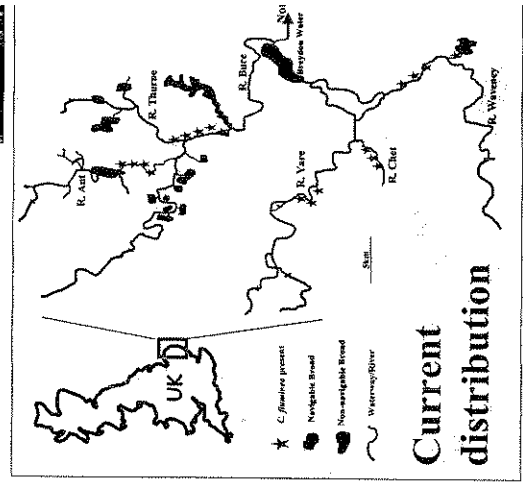 Current
distribution
UK
C. fluminea present
Navigable Broad
Non-navigable Broad
Waterway/River
5km
R. Ant
R. Thurne
R. Bure
Breydon Water
R. Yare
R. Chet
R. Waveney